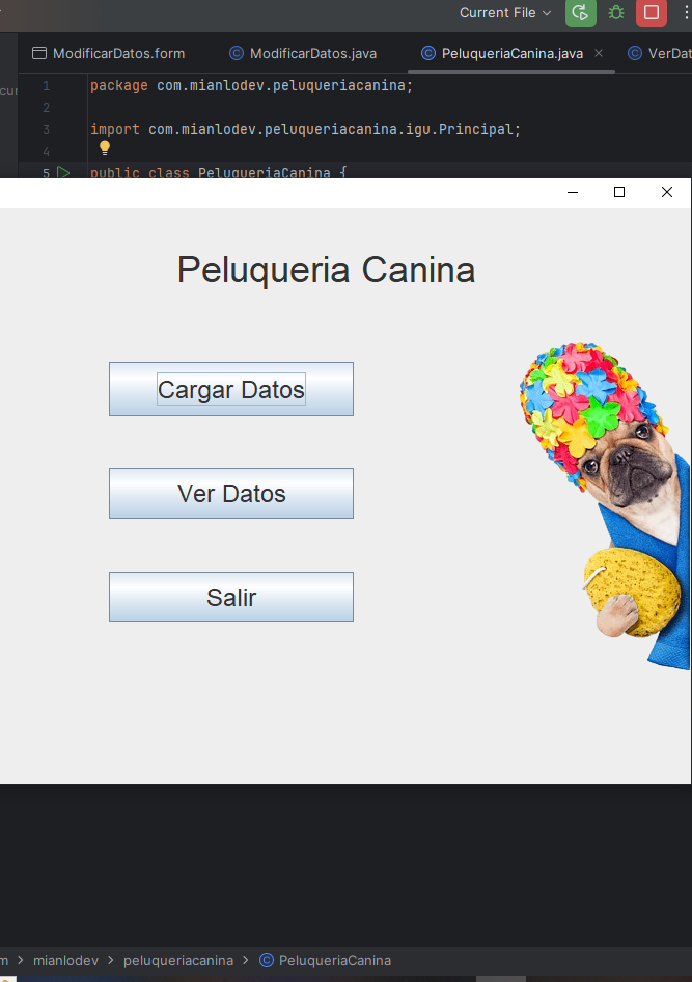 Current File
ModificarDatos.form ModificarDatos.java PeluqueriaCanina.java VerDat
1 package com.mianlodev.peluqueriacanina;
2
3 import com.mianlodev.peluqueriacanina.igu.Principal;
4
5 public class PeluqueriaCanina {
Peluqueria Canina
Cargar Datos
Ver Datos
Salir
m > mianlodev > peluqueriacanina > PeluqueriaCanina